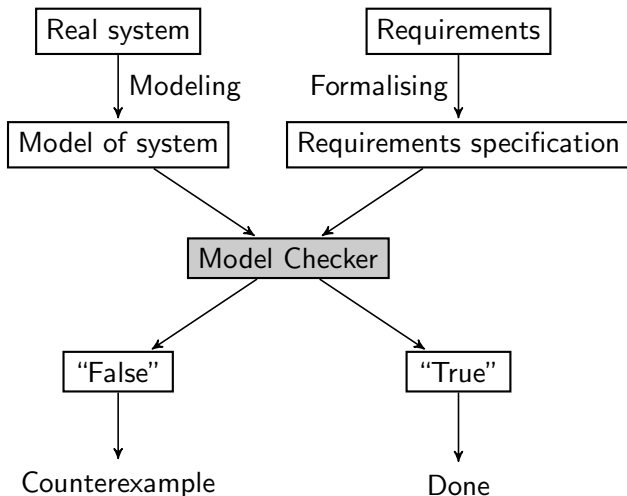 Real system
Requirements
Modeling
Formalising
Model of system
Requirements specification
Model Checker
“False”
“True”
Counterexample
Done